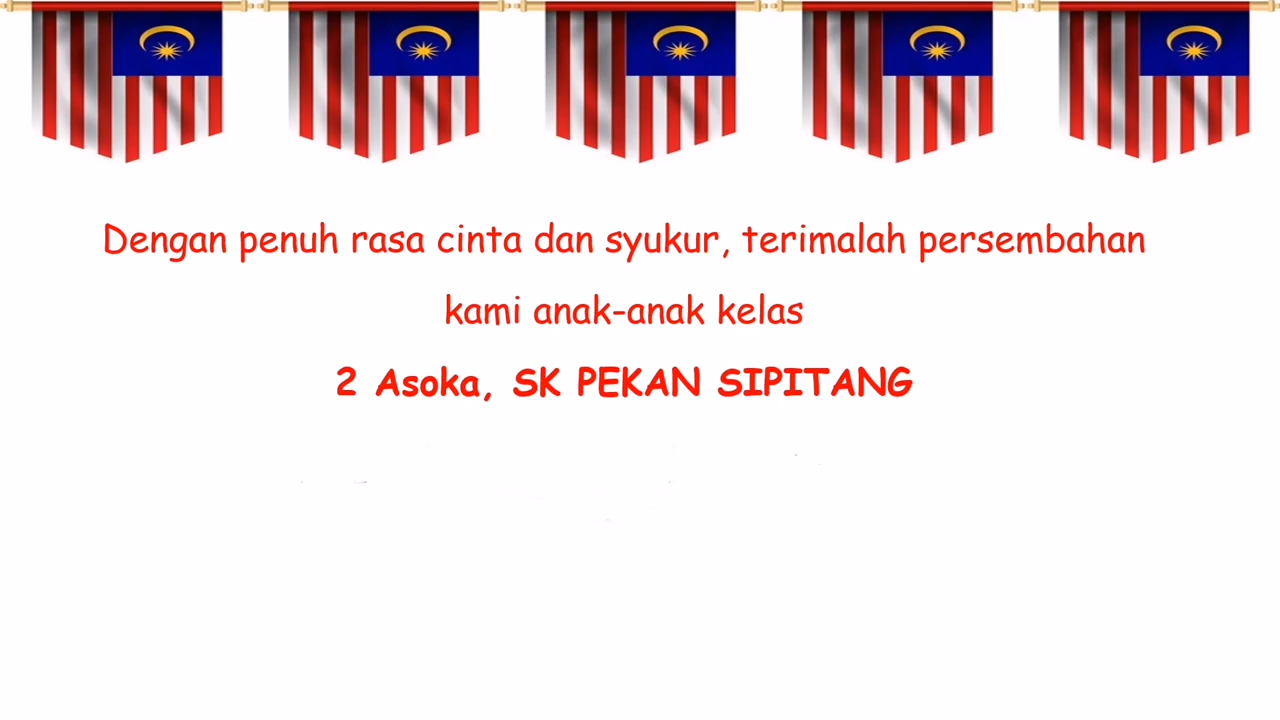 Dengan penuh rasa cinta dan syukur, terimalah persembahan
kami anak-anak kelas
2 Asoka, SK PEKAN SIPITANG